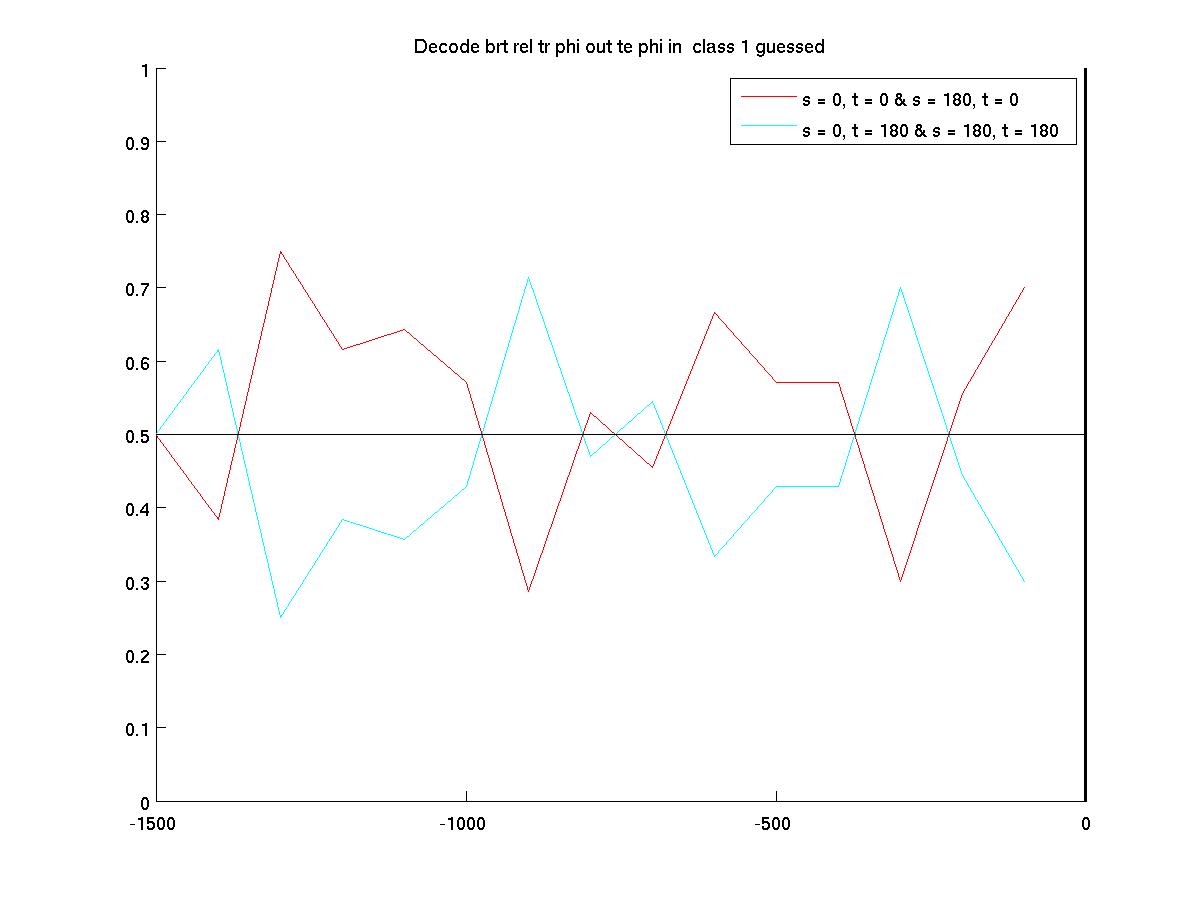 Decode brt rel tr phi out te phi in  class 1 guessed
s = 0, t = 0 & s = 180, t = 0
s = 0, t = 180 & s = 180, t = 180
1
0.9
0.8
0.7
0.6
0.5
0.4
0.3
0.2
0.1
0
-1500 -1000 -500 0